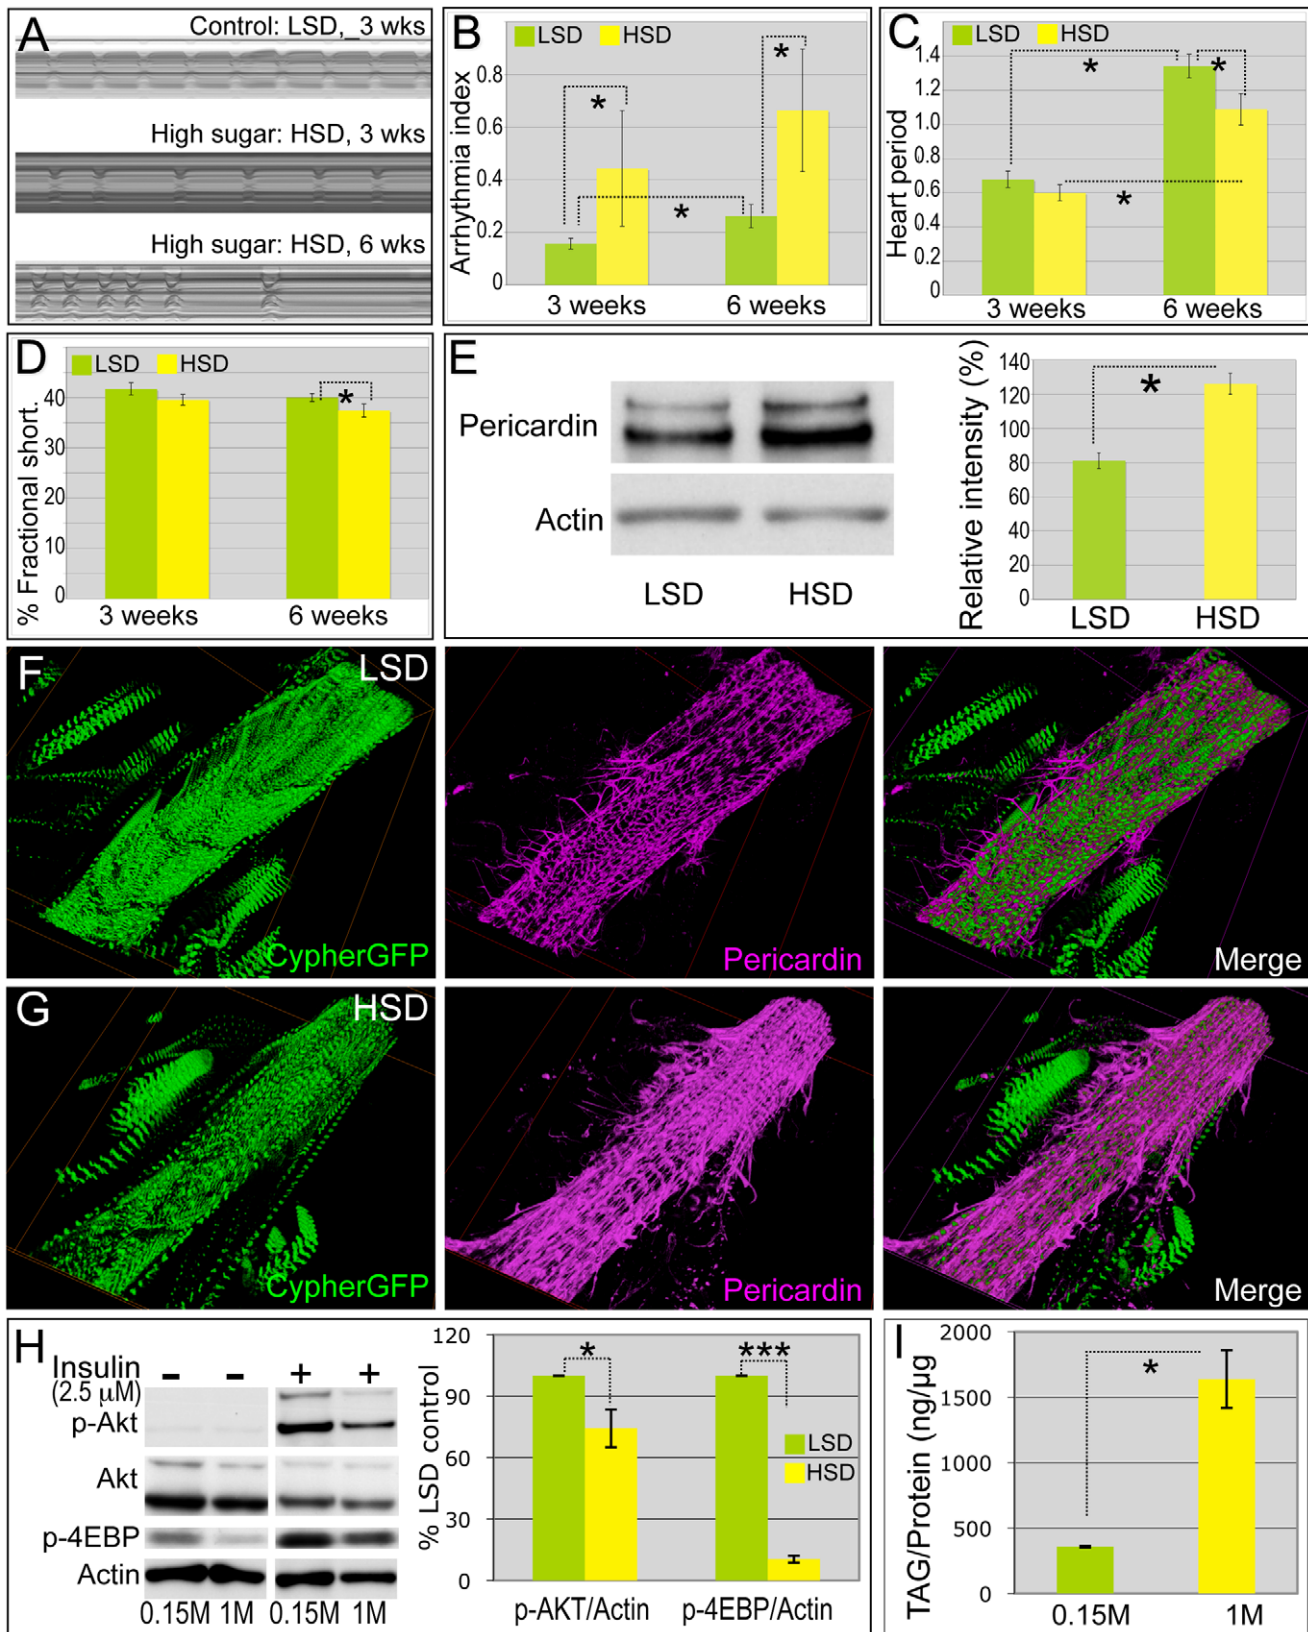 A
Control: LSD,_3 wks
High sugar: HSD, 3 wks
High sugar: HSD, 6 wks
B
LSD HSD
Arrhythmia index
0.8
0.6
0.4
0.2
0
*
*
*
3 weeks 6 weeks
C
LSD HSD
Heart period
1.4
1.2
1.0
0.8
0.6
0.4
0.2
0
*
*
*
3 weeks 6 weeks
D
LSD HSD
% Fractional short.
40
30
20
10
0
*
3 weeks 6 weeks
E
Pericardin
Actin
LSD HSD
Relative intensity (%)
140
120
100
80
60
40
20
0
*
LSD HSD
F
LSD
CypherGFP
Pericardin
Merge
G
HSD
CypherGFP
Pericardin
Merge
H
Insulin - - + +
(2.5 µM)
p-Akt
Akt
p-4EBP
Actin
0.15M 1M 0.15M 1M
% LSD control
120
90
60
30
0
* ***
LSD
HSD
p-AKT/Actin p-4EBP/Actin
I
TAG/Protein (ng/µg)
2000
1500
1000
500
0
*
0.15M 1M